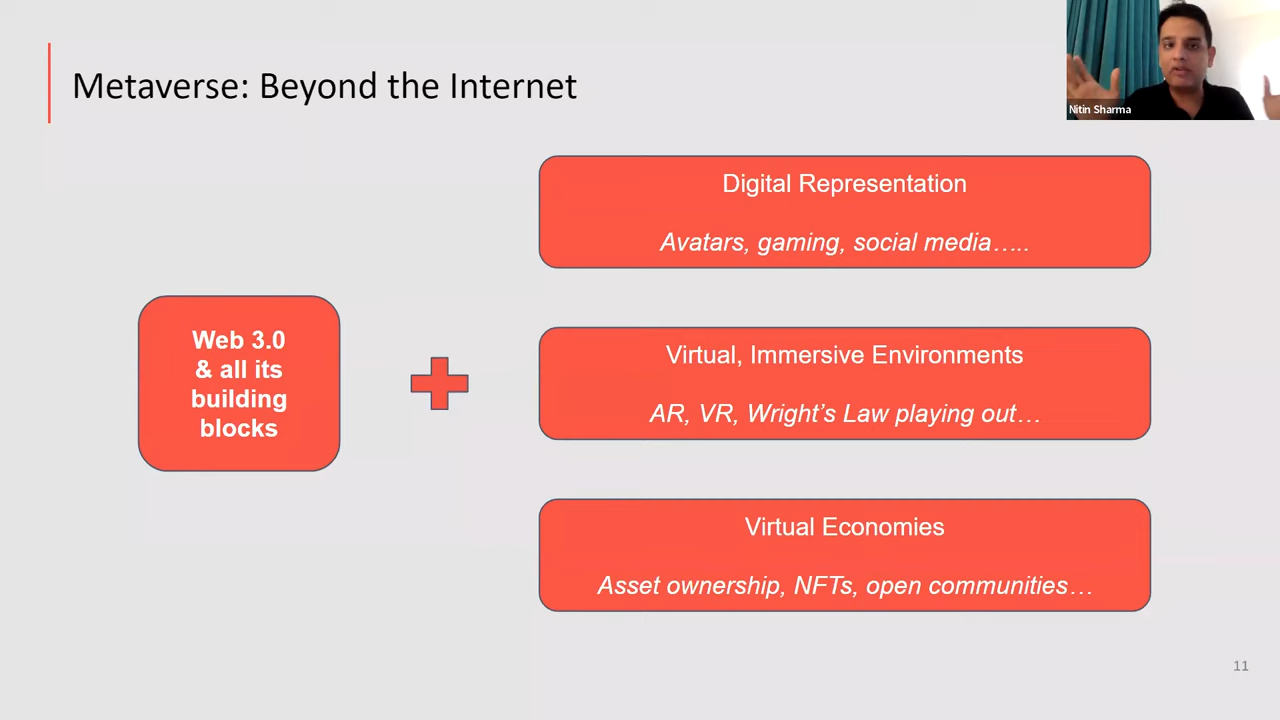 Metaverse: Beyond the Internet
Nitin Sharma
Digital Representation
Avatars, gaming, social media…..
Web 3.0
& all its
building
blocks
Virtual, Immersive Environments
AR, VR, Wright’s Law playing out…
Virtual Economies
Asset ownership, NFTs, open communities…
11